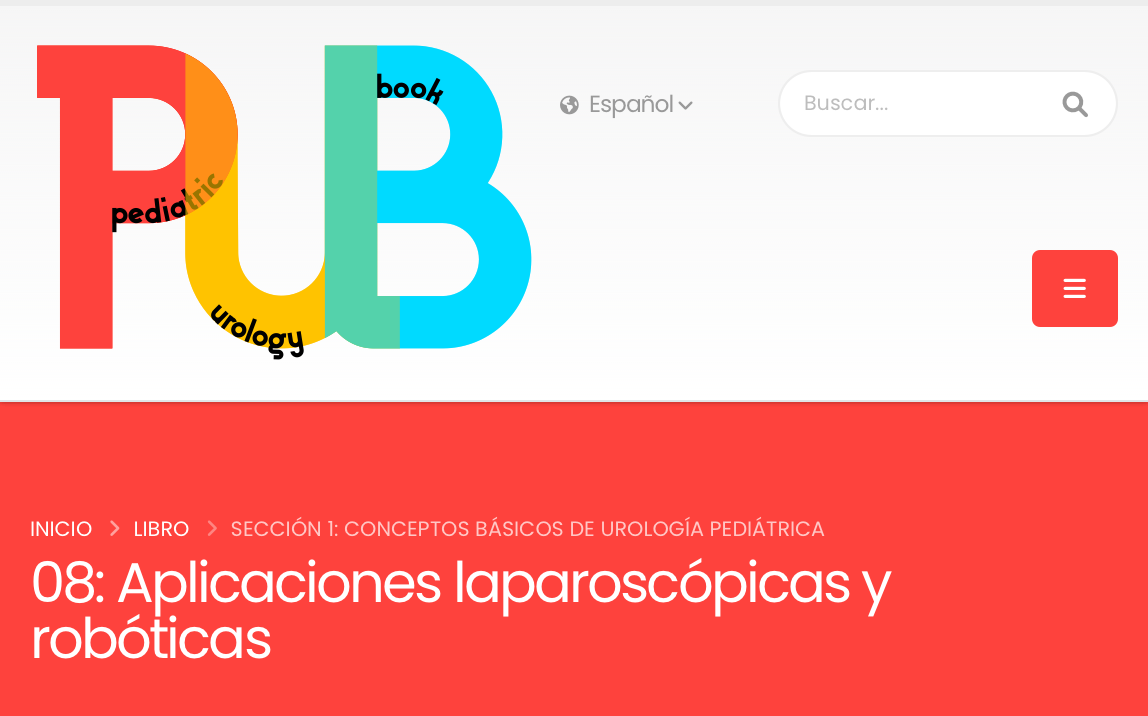 PUB
pediatric
urology
book
Español
Buscar...
INICIO > LIBRO > SECCIÓN 1: CONCEPTOS BÁSICOS DE UROLOGÍA PEDIÁTRICA
08: Aplicaciones laparoscópicas y
robóticas